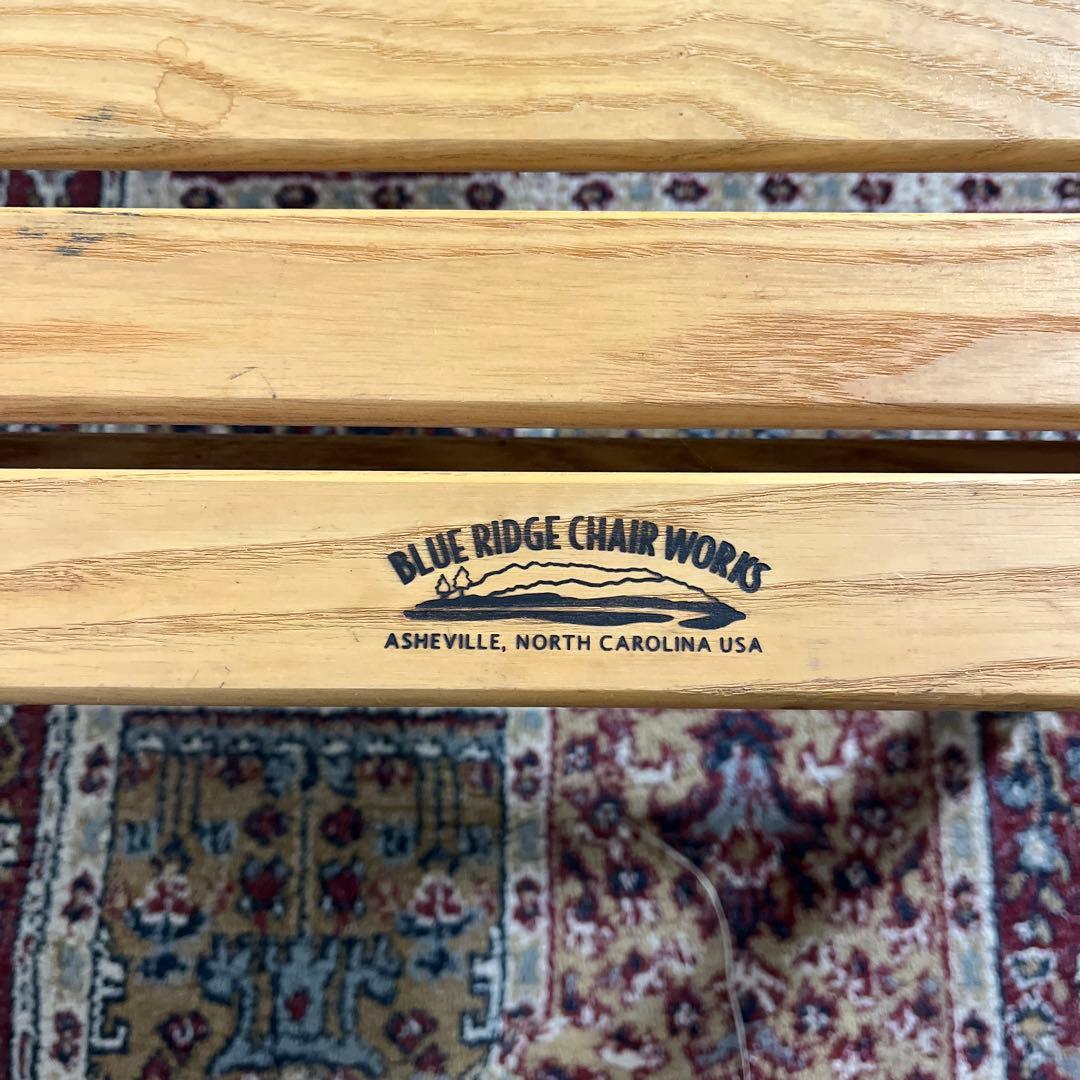 BLUE RIDGE CHAIR WORKS
ASHEVILLE, NORTH CAROLINA USA